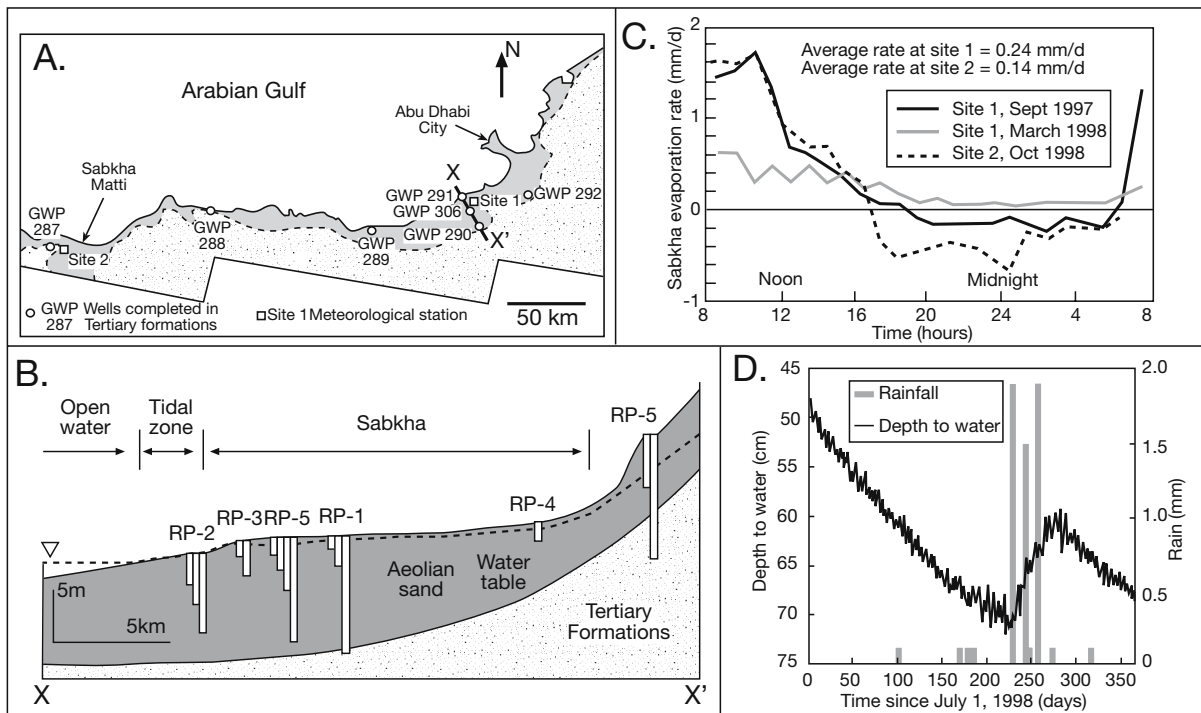 A.
N
Arabian Gulf
Abu Dhabi
City
Sabkha
Matti
X
GWP 291
Site 1
GWP 292
GWP 306
GWP
287
GWP
288
GWP 290
X'
Site 2
GWP
289
GWP
287
Wells completed in
Tertiary formations
Site 1 Meteorological station
50 km
C.
Sabkha evaporation rate (mm/d)
2
1
0
-1
Average rate at site 1 = 0.24 mm/d
Average rate at site 2 = 0.14 mm/d
Site 1, Sept 1997
Site 1, March 1998
Site 2, Oct 1998
Noon
Midnight
8 12 16 20 24 4 8
Time (hours)
B.
Open
water
Tidal
zone
Sabkha
RP-5
RP-2
RP-3
RP-5
RP-1
RP-4
5m
5km
Aeolian
sand
Water
table
Tertiary
Formations
X
X'
D.
Rainfall
Depth to water
Depth to water (cm)
45
50
55
60
65
70
75
Rain (mm)
2.0
1.5
1.0
0.5
0
0 50 100 150 200 250 300 350
Time since July 1, 1998 (days)